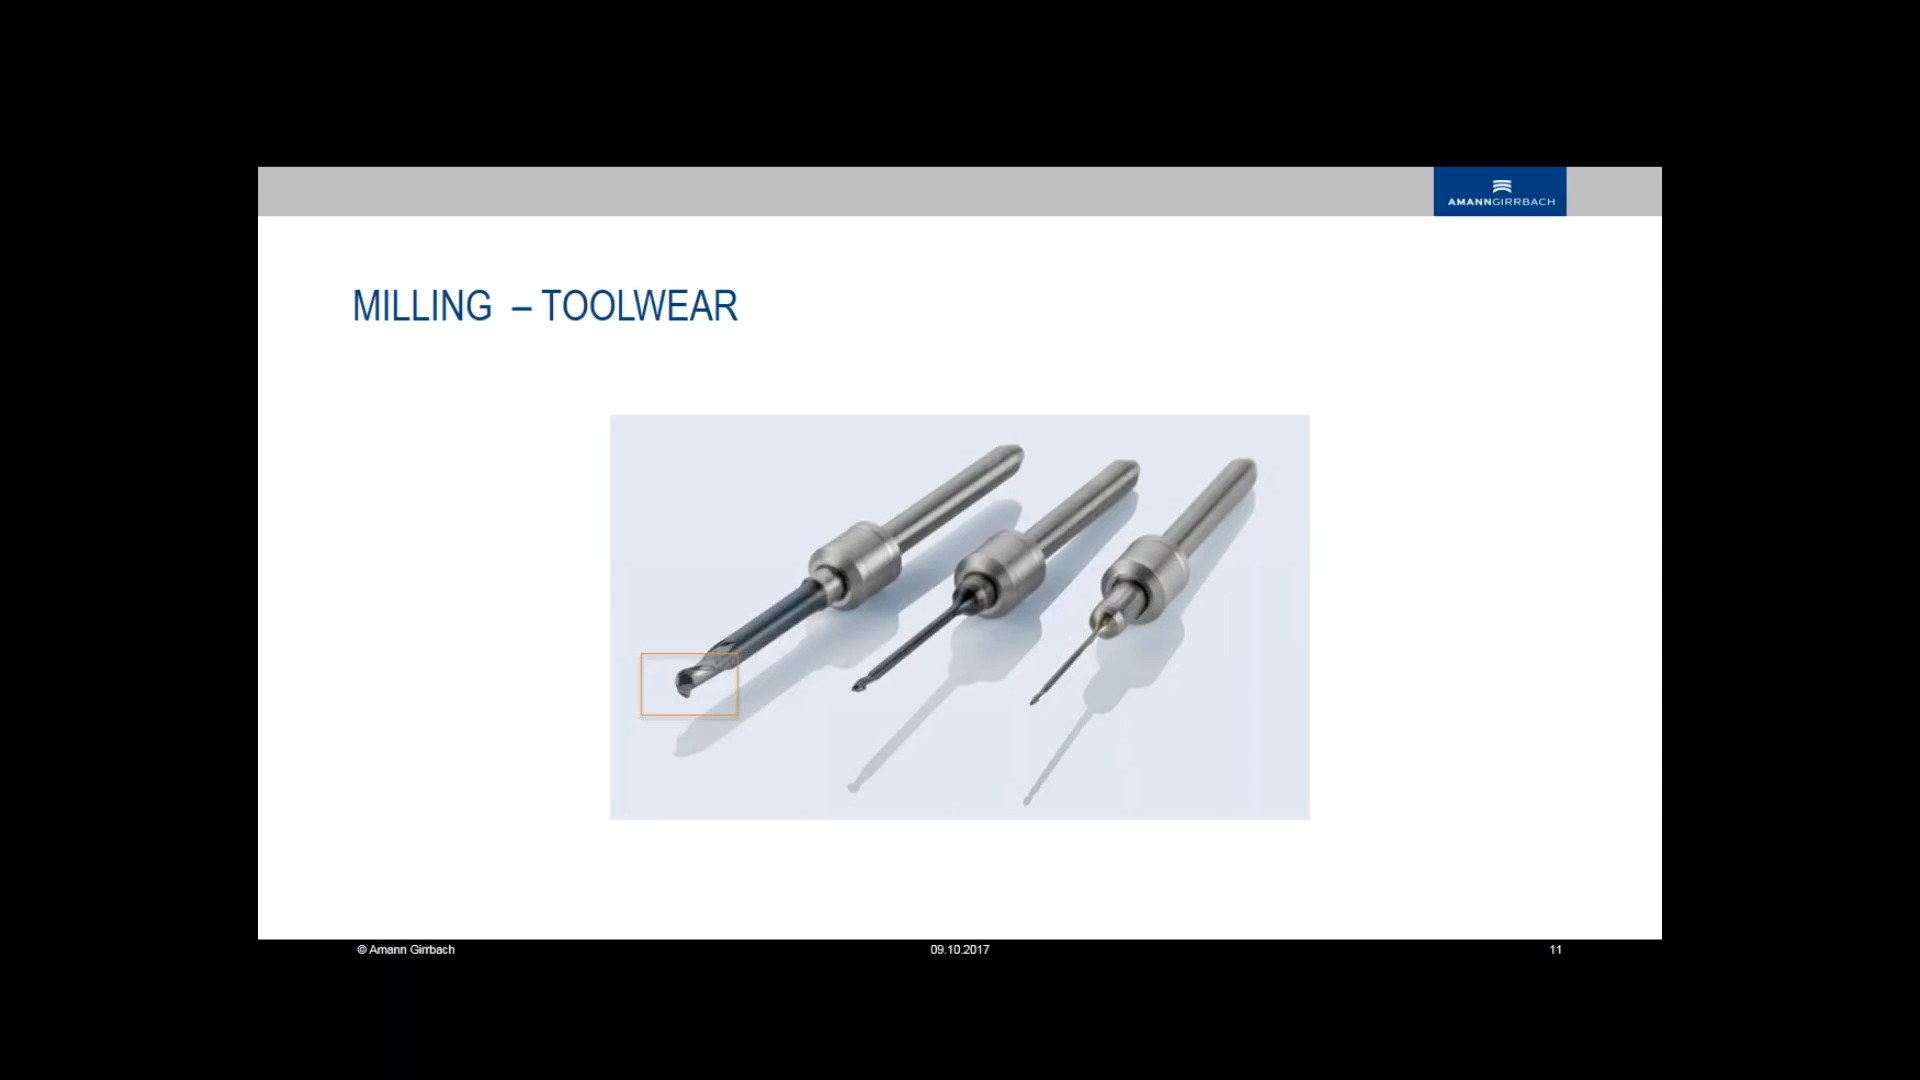 AMANNGIRRBACH
MILLING – TOOLWEAR
© Amann Girrbach
09.10.2017
11